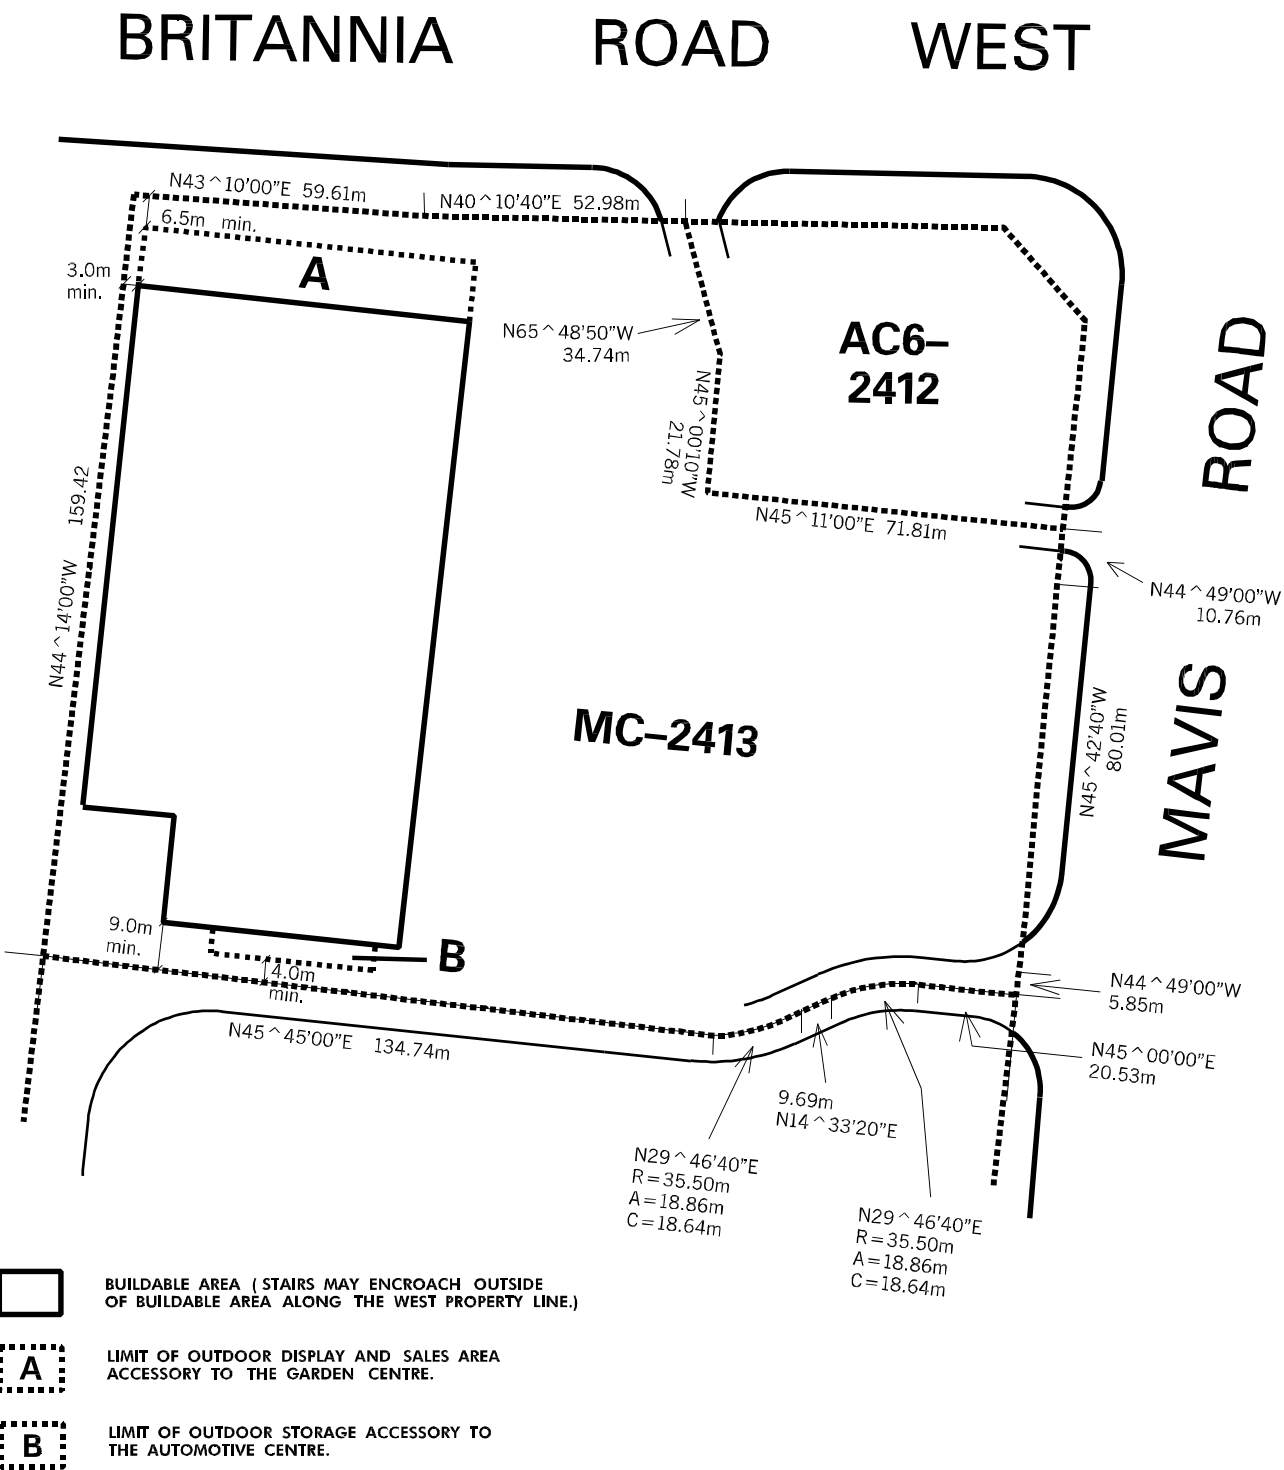 BRITANNIA ROAD WEST
N43^10'00"E 59.61m
N40^10'40"E 52.98m
6.5m min.
A
3.0m
min.
N65^48'50"W
34.74m
AC6–
2412
ROAD
N45^00'10"W
21.78m
159.42
N44^14'00"W
N45^11'00"E 71.81m
N44^49'00"W
10.76m
MAVIS
MC–2413
N45^42'40"W
80.01m
9.0m
min.
B
4.0m
min.
N44^49'00"W
5.85m
N45^45'00"E 134.74m
N45^00'00"E
20.53m
9.69m
N14^33'20"E
N29^46'40"E
R=35.50m
A=18.86m
C=18.64m
N29^46'40"E
R=35.50m
A=18.86m
C=18.64m
BUILDABLE AREA (STAIRS MAY ENCROACH OUTSIDE
OF BUILDABLE AREA ALONG THE WEST PROPERTY LINE.)
A
LIMIT OF OUTDOOR DISPLAY AND SALES AREA
ACCESSORY TO THE GARDEN CENTRE.
B
LIMIT OF OUTDOOR STORAGE ACCESSORY TO
THE AUTOMOTIVE CENTRE.